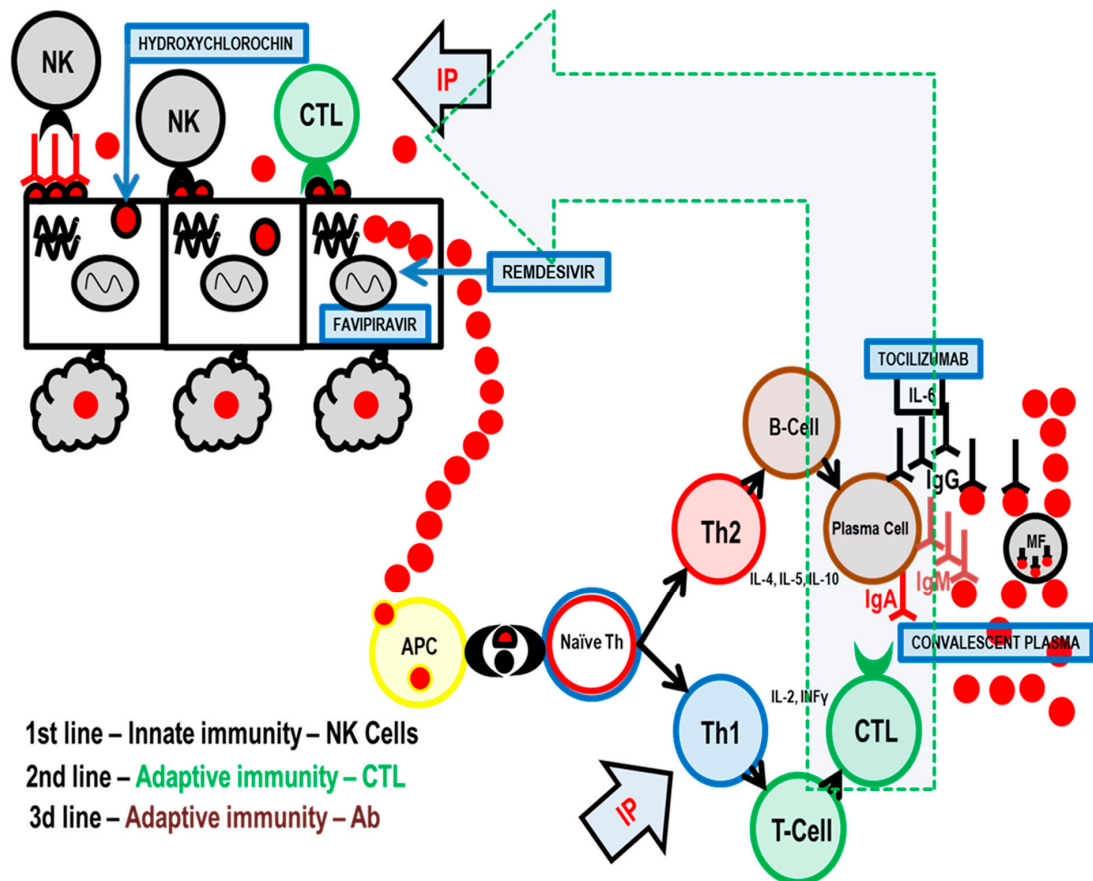 HYDROXYCHLOROCHIN
NK
NK
CTL
IP
REMDESIVIR
FAVIPIRAVIR
TOCILIZUMAB
IL-6
B-Cell
IgG
Th2
Plasma Cell
MF
IL-4, IL-5, IL-10
IgM
IgA
APC
Naïve Th
CONVALESCENT PLASMA
IL-2, INFγ
Th1
CTL
IP
T-Cell
1st line – Innate immunity – NK Cells
2nd line – Adaptive immunity – CTL
3d line – Adaptive immunity – Ab